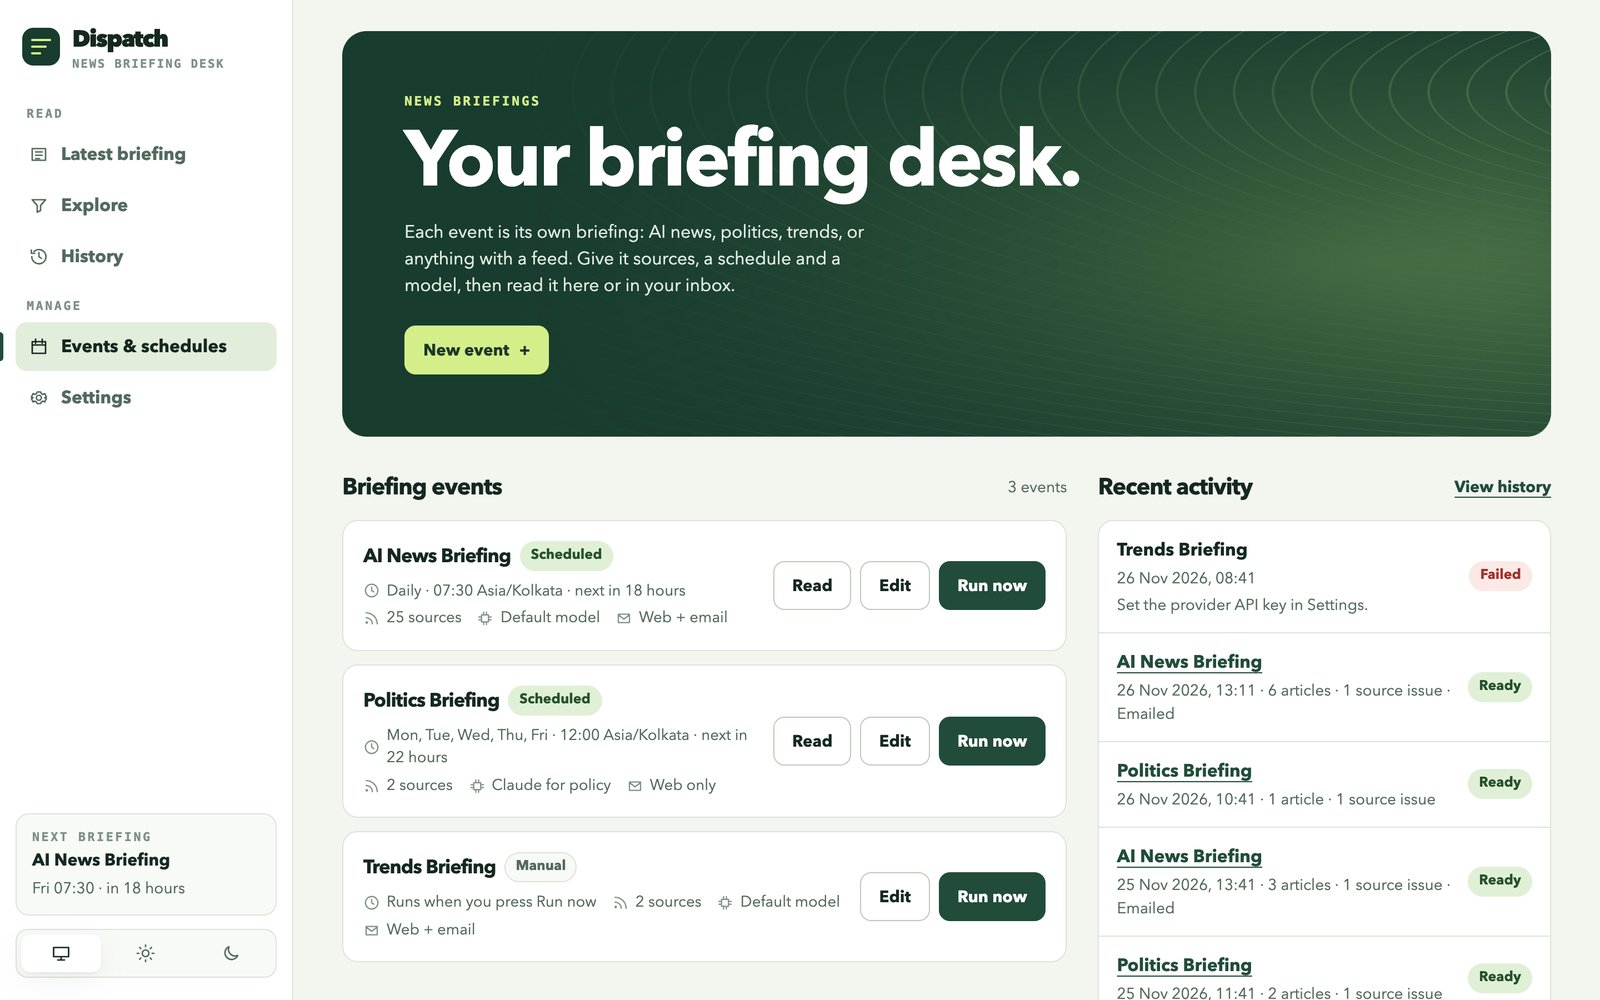 Dispatch
NEWS BRIEFING DESK
READ
Latest briefing
Explore
History
MANAGE
Events & schedules
Settings
NEXT BRIEFING
AI News Briefing
Fri 07:30 · in 18 hours
NEWS BRIEFINGS
Your briefing desk.
Each event is its own briefing: AI news, politics, trends, or
anything with a feed. Give it sources, a schedule and a
model, then read it here or in your inbox.
New event +
Briefing events
3 events
AI News Briefing Scheduled
Daily · 07:30 Asia/Kolkata · next in 18 hours
25 sources Default model Web + email
Read Edit Run now
Politics Briefing Scheduled
Mon, Tue, Wed, Thu, Fri · 12:00 Asia/Kolkata · next in
22 hours
2 sources Claude for policy Web only
Read Edit Run now
Trends Briefing Manual
Runs when you press Run now 2 sources Default model
Web + email
Edit Run now
Recent activity
View history
Trends Briefing
26 Nov 2026, 08:41
Set the provider API key in Settings.
Failed
AI News Briefing
26 Nov 2026, 13:11 · 6 articles · 1 source issue ·
Emailed
Ready
Politics Briefing
26 Nov 2026, 10:41 · 1 article · 1 source issue
Ready
AI News Briefing
25 Nov 2026, 13:41 · 3 articles · 1 source issue ·
Emailed
Ready
Politics Briefing
25 Nov 2026, 11:41 · 2 articles · 1 source issue
Ready